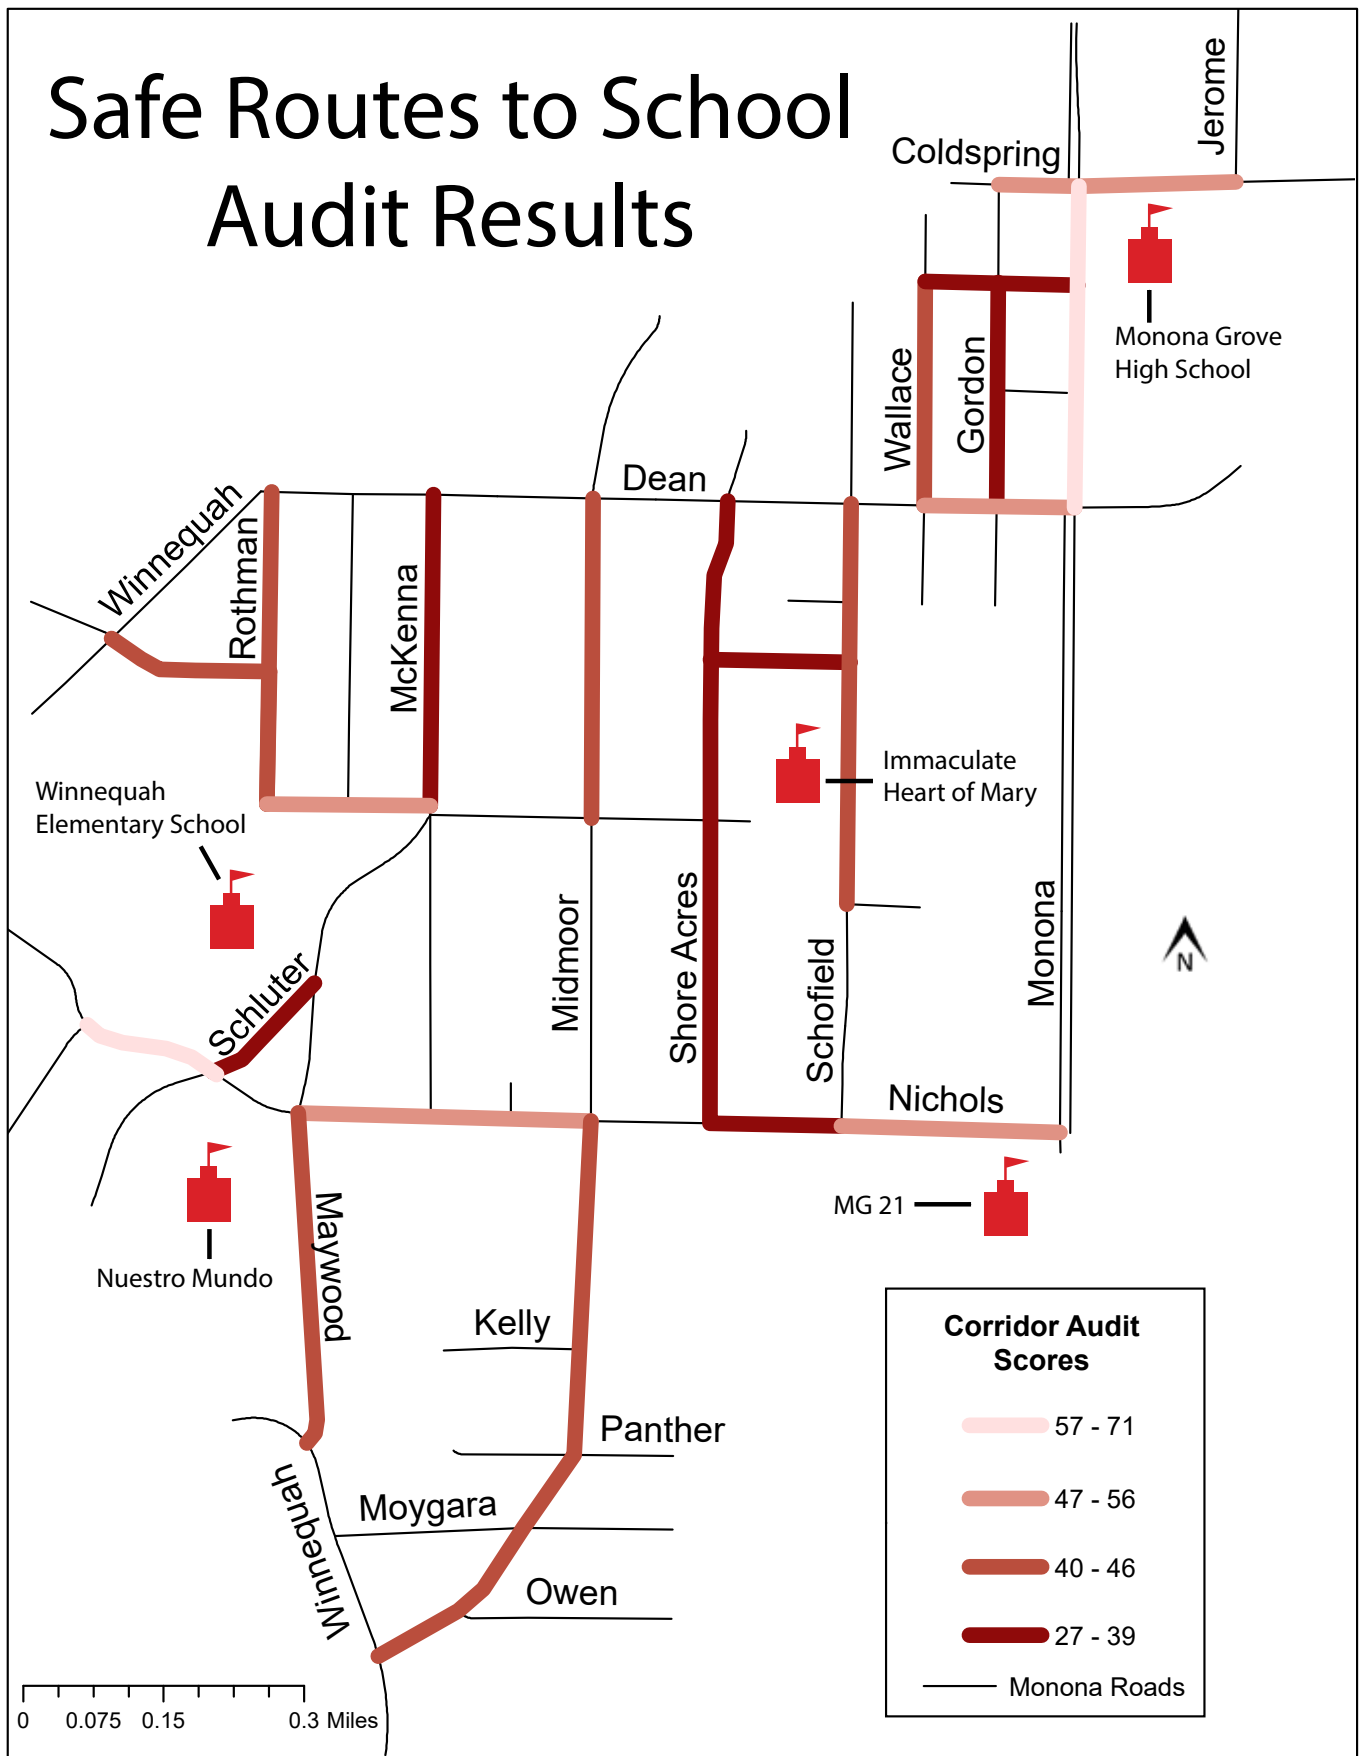 Safe Routes to School
Audit Results
Jerome
Coldspring
Monona Grove
High School
Wallace
Gordon
Dean
Winnequah
Rothman
McKenna
Immaculate
Heart of Mary
Winnequah
Elementary School
Shore Acres
Midmoor
Schofield
Monona
N
Schluter
Nichols
MG 21
Maywood
Nuestro Mundo
Kelly
Panther
Moygara
Winnequah
Owen
Corridor Audit
Scores
57 - 71
47 - 56
40 - 46
27 - 39
Monona Roads
0 0.075 0.15 0.3 Miles